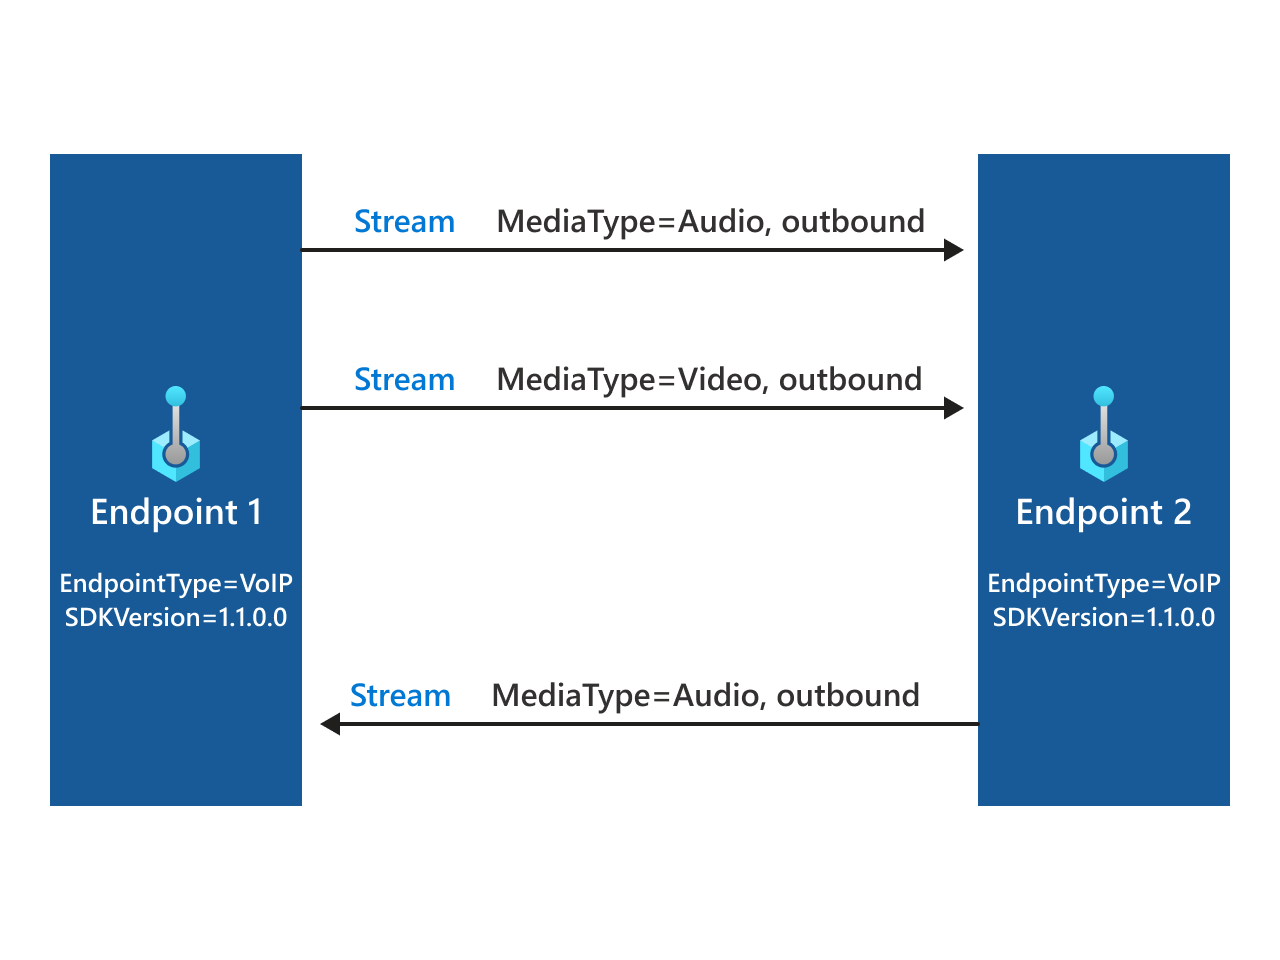 Stream MediaType=Audio, outbound
Stream MediaType=Video, outbound
Endpoint 1
EndpointType=VoIP
SDKVersion=1.1.0.0
Endpoint 2
EndpointType=VoIP
SDKVersion=1.1.0.0
Stream MediaType=Audio, outbound